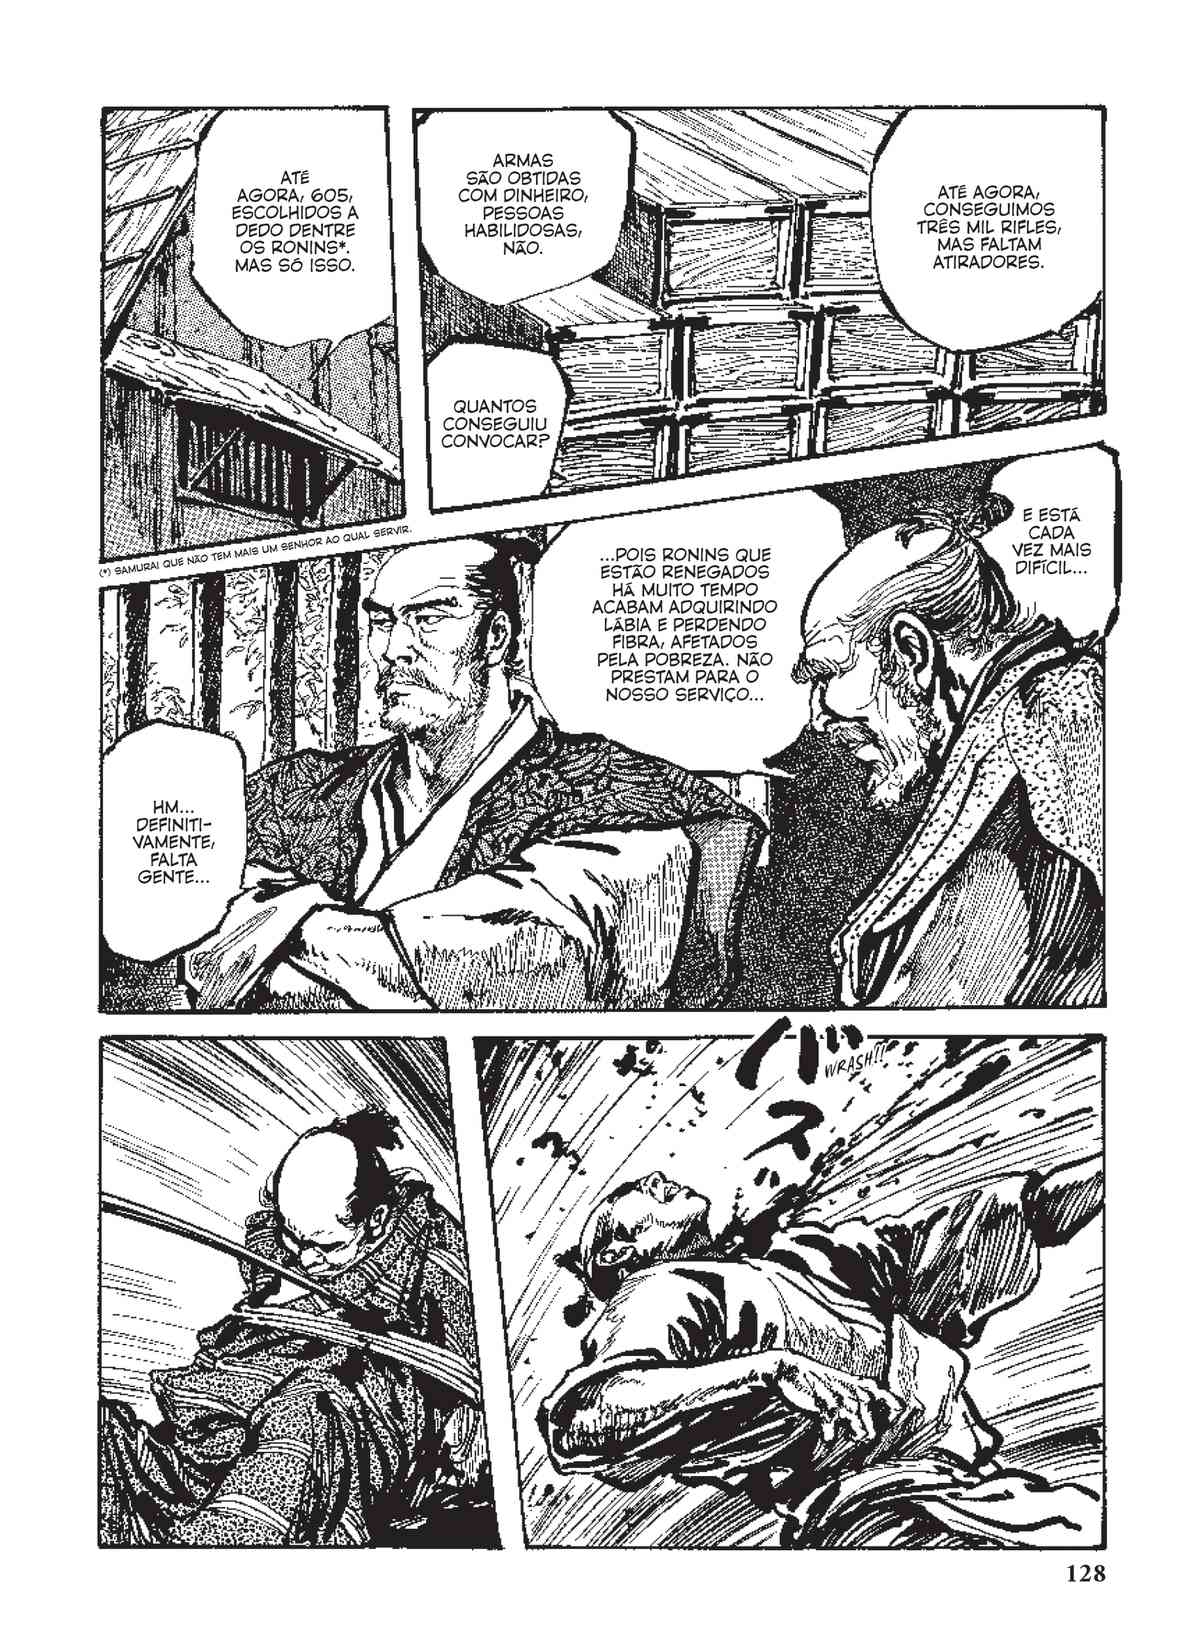 ATÉ AGORA,
CONSEGUIMOS
TRÊS MIL RIFLES,
MAS FALTAM
ATIRADORES.
ARMAS
SÃO OBTIDAS
COM DINHEIRO,
PESSOAS
HABILIDOSAS,
NÃO.
QUANTOS
CONSEGUIU
CONVOCAR?
ATÉ
AGORA, 605,
ESCOLHIDOS A
DEDO DENTRE
OS RONINS*.
MAS SÓ ISSO.
(*) SAMURAI QUE NÃO TEM MAIS UM SENHOR AO QUAL SERVIR.
E ESTÁ
CADA
VEZ MAIS
DIFÍCIL...
...POIS RONINS QUE
ESTÃO RENEGADOS
HÁ MUITO TEMPO
ACABAM ADQUIRINDO
LÁBIA E PERDENDO
FIBRA, AFETADOS
PELA POBREZA. NÃO
PRESTAM PARA O
NOSSO SERVIÇO...
HM...
DEFINITI-
VAMENTE,
FALTA
GENTE...
バズッ
WRASH!!
128